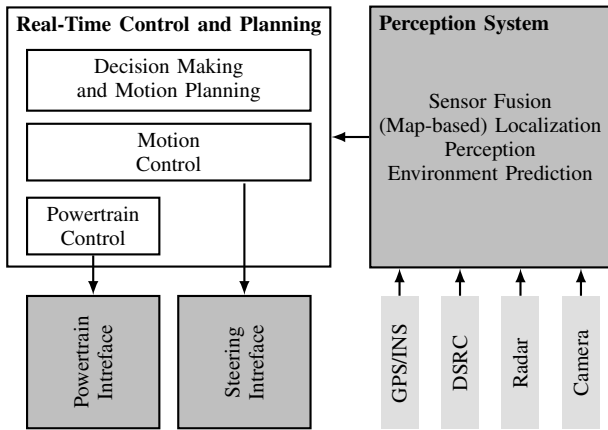 Real-Time Control and Planning
Decision Making
and Motion Planning
Motion
Control
Powertrain
Control
Perception System
Sensor Fusion
(Map-based) Localization
Perception
Environment Prediction
Powertrain
Intreface
Steering
Intreface
GPS/INS
DSRC
Radar
Camera